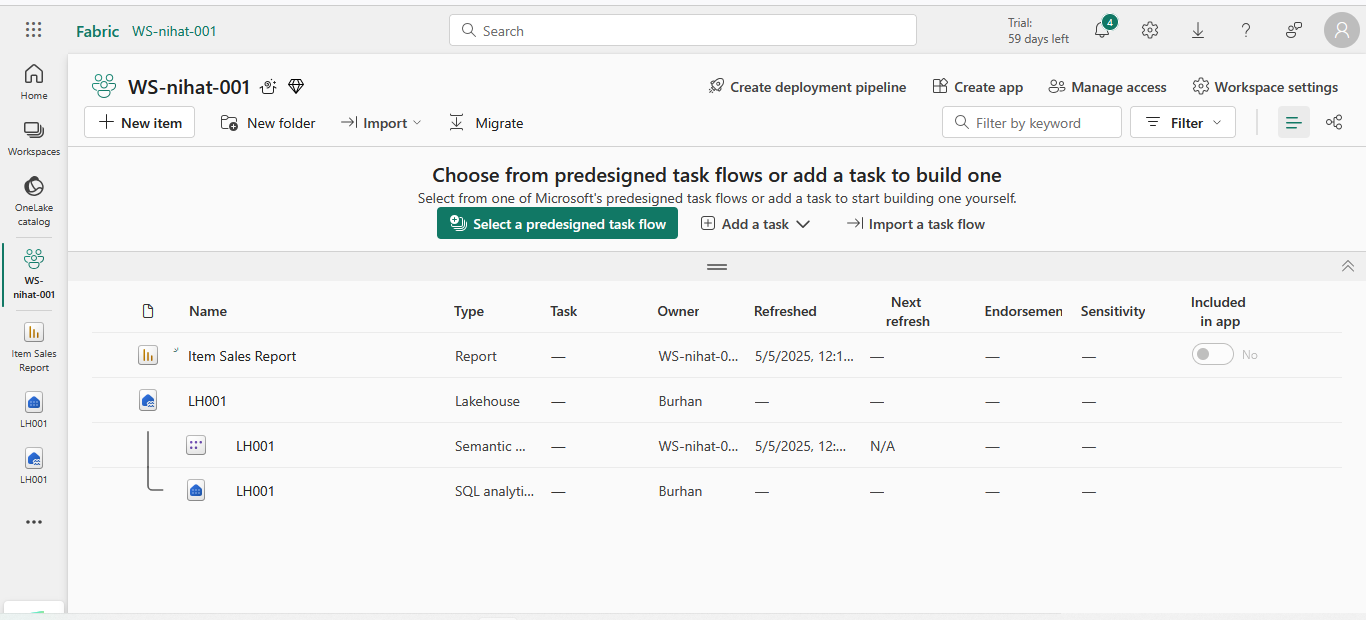 Fabric WS-nihat-001 Search Trial: 4
59 days left
Home
Workspaces
OneLake
catalog
WS-
nihat-001
Item Sales
Report
LH001
LH001
WS-nihat-001 Create deployment pipeline Create app Manage access Workspace settings
New item New folder Import Migrate Filter by keyword Filter
Choose from predesigned task flows or add a task to build one
Select from one of Microsoft's predesigned task flows or add a task to start building one yourself.
Select a predesigned task flow Add a task Import a task flow
Name Type Task Owner Refreshed Next refresh Endorsemen Sensitivity Included in app
Item Sales Report Report — WS-nihat-0... 5/5/2025, 12:1... — — — No
LH001 Lakehouse — Burhan — — — —
LH001 Semantic ... — WS-nihat-0... 5/5/2025, 12:... N/A — —
LH001 SQL analyti... — Burhan — — — —